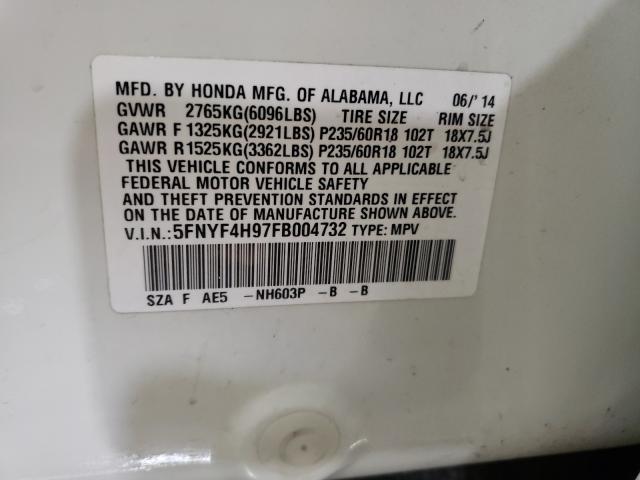 MFD. BY HONDA MFG. OF ALABAMA, LLC 06/'14
GVWR 2765KG(6096LBS) TIRE SIZE RIM SIZE
GAWR F 1325KG(2921LBS) P235/60R18 102T 18X7.5J
GAWR R 1525KG(3362LBS) P235/60R18 102T 18X7.5J
THIS VEHICLE CONFORMS TO ALL APPLICABLE
FEDERAL MOTOR VEHICLE SAFETY
AND THEFT PREVENTION STANDARDS IN EFFECT
ON THE DATE OF MANUFACTURE SHOWN ABOVE.
V.I.N.: 5FNYF4H97FB004732 TYPE: MPV
SZA F AE5 -NH603P -B -B